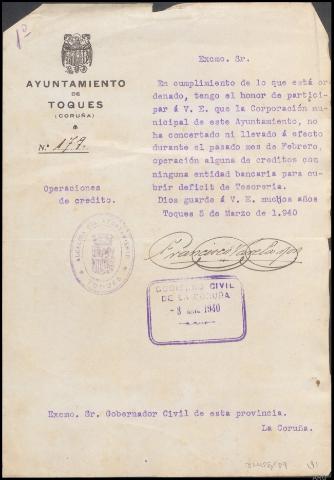 1º
AYUNTAMIENTO
DE
TOQUES
(CORUÑA)
N.º 179.
Operaciones
de credito.
Excmo. Sr.
En cumplimiento de lo que está or-
denado, tengo el honor de partici-
par á V. E. que la Corporación mu-
nicipal de este Ayuntamiento, no
ha concertado ni llevado á efecto
durante el pasado mes de Febrero,
operación alguna de creditos con
ninguna entidad bancaria para cu-
brir deficit de Tesoreria.
Dios guarde á V. E. muchos años
Toques 5 de Marzo de 1.940
Francisco
GOBIERNO CIVIL
DE LA CORUÑA
-8 MAR. 1940
TOQUES
Excmo. Sr. Gobernador Civil de esta provincia.
La Coruña.